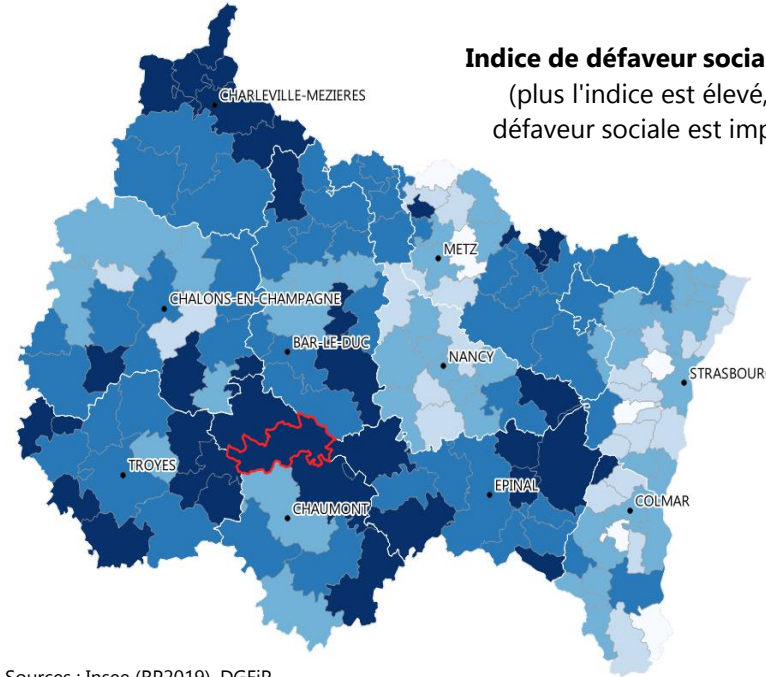 Indice de défaveur socia
(plus l'indice est élevé,
défaveur sociale est imp
CHARLEVILLE-MEZIERES
METZ
CHALONS-EN-CHAMPAGNE
BAR-LE-DUC
NANCY
STRASBOUR
TROYES
EPINAL
CHAUMONT
COLMAR
Sources : Insee (RP2019), DGFiP